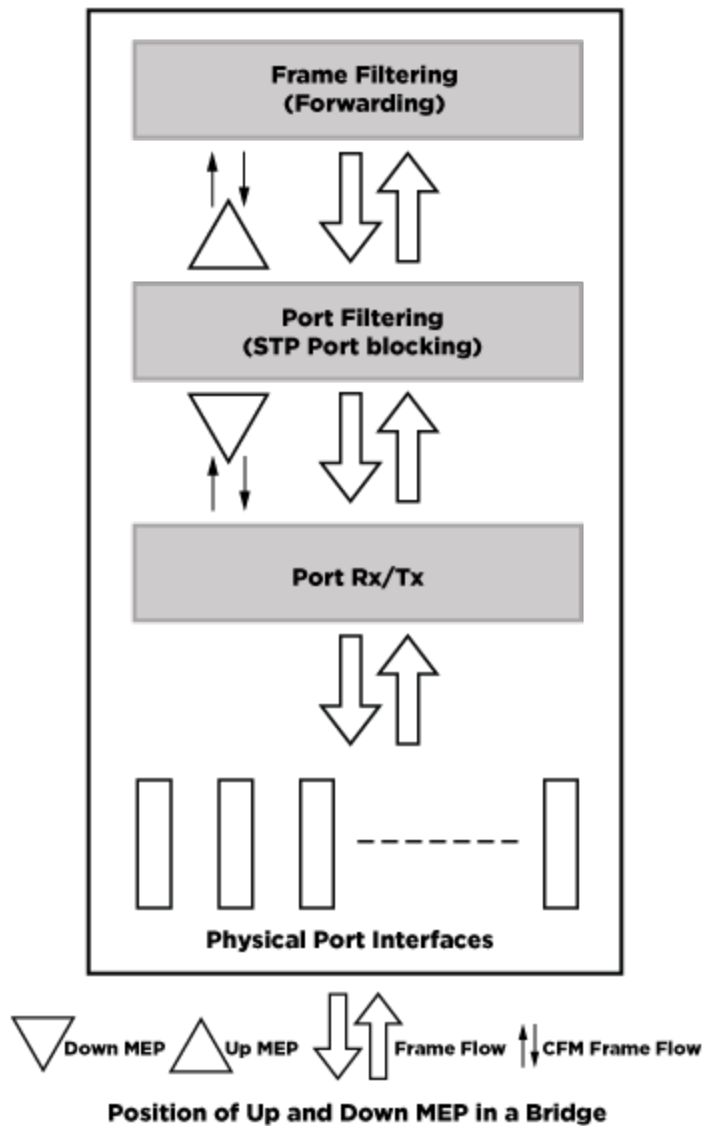 Frame Filtering
(Forwarding)
Port Filtering
(STP Port blocking)
Port Rx/Tx
Physical Port Interfaces
Down MEP Up MEP Frame Flow CFM Frame Flow
Position of Up and Down MEP in a Bridge